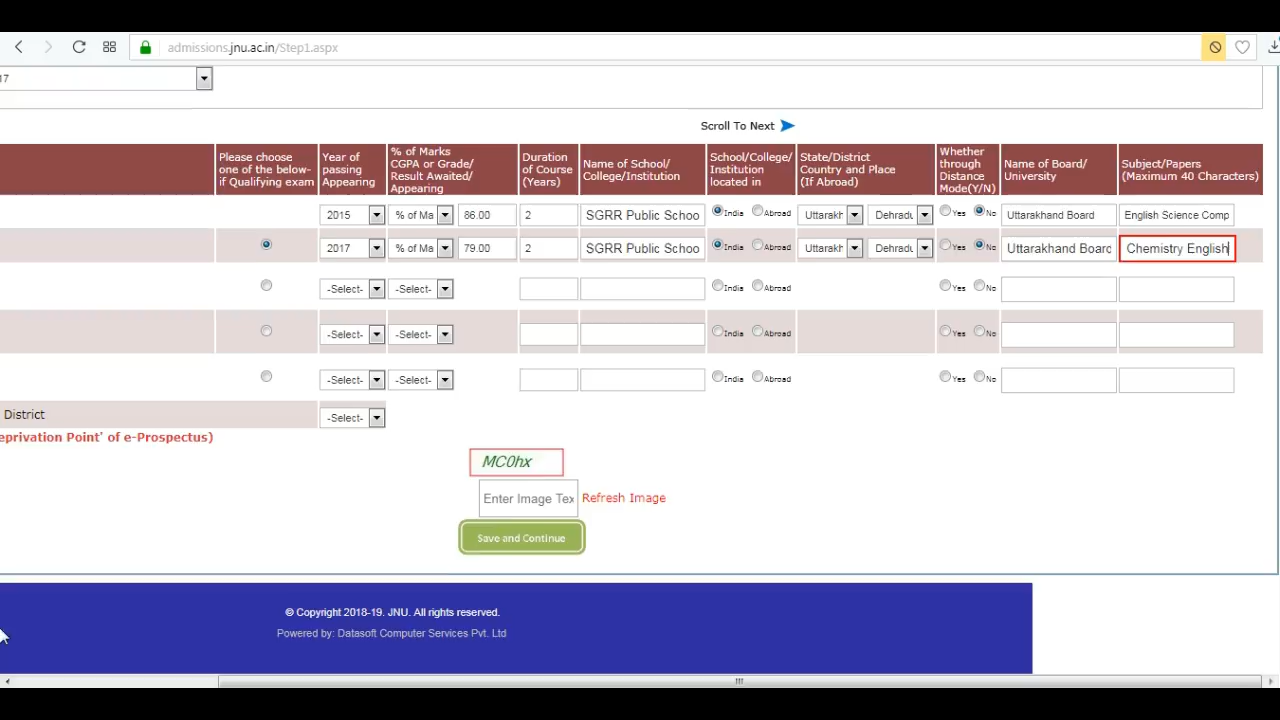 admissions.jnu.ac.in/Step1.aspx
17
Scroll To Next
Please choose
one of the below-
if Qualifying exam
Year of
passing
Appearing
% of Marks
CGPA or Grade/
Result Awaited/
Appearing
Duration
of Course
(Years)
Name of School/
College/Institution
School/College/
Institution
located in
State/District
Country and Place
(If Abroad)
Whether
through
Distance
Mode(Y/N)
Name of Board/
University
Subject/Papers
(Maximum 40 Characters)
2015 % of Ma 86.00 2 SGRR Public Schoo India Abroad Uttarakh Dehradu Yes No Uttarakhand Board English Science Comp
2017 % of Ma 79.00 2 SGRR Public Schoo India Abroad Uttarakh Dehradu Yes No Uttarakhand Board Chemistry English
-Select- -Select- India Abroad Yes No
-Select- -Select- India Abroad Yes No
-Select- -Select- India Abroad Yes No
District -Select-
eprivation Point' of e-Prospectus)
MC0hx
Enter Image Tex Refresh Image
Save and Continue
© Copyright 2018-19. JNU. All rights reserved.
Powered by: Datasoft Computer Services Pvt. Ltd